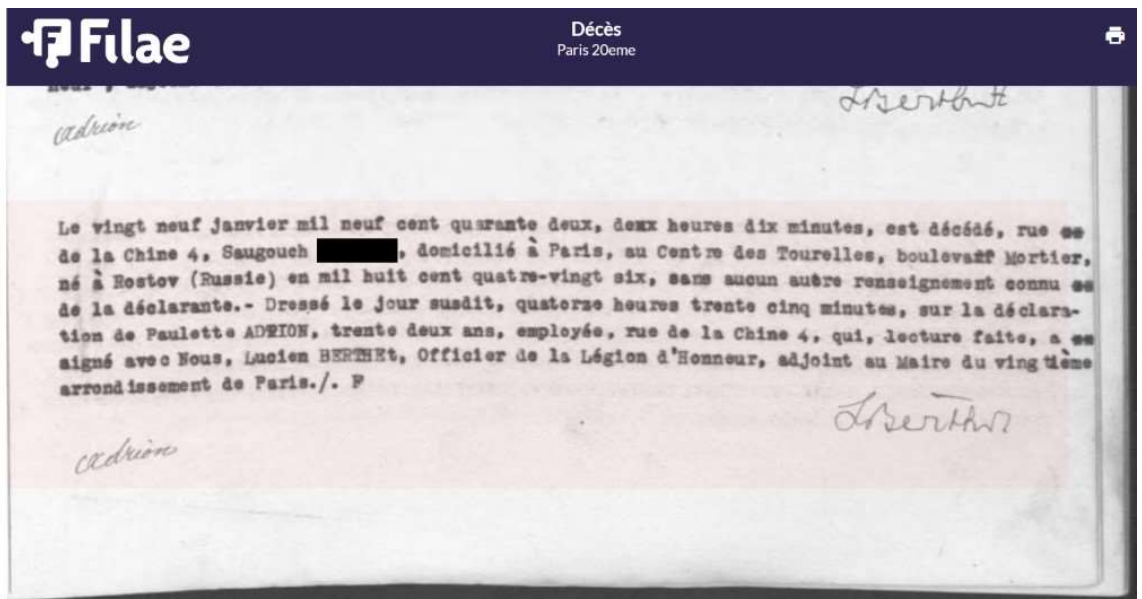 Filae
Décès
Paris 20eme
LBerthet
adrion
Le vingt neuf janvier mil neuf cent quarante deux, deux heures dix minutes, est décédé, rue
de la Chine 4, Saugouch , domicilié à Paris, au Centre des Tourelles, boulevard Mortier,
né à Rostov (Russie) en mil huit cent quatre-vingt six, sans aucun autre renseignement connu
de la déclarante.- Dressé le jour susdit, quatorze heures trente cinq minutes, sur la déclara-
tion de Paulette ADRION, trente deux ans, employée, rue de la Chine 4, qui, lecture faite, a
signé avec Nous, Lucien BERTHEt, Officier de la Légion d'Honneur, adjoint au Maire du vingtième
arrondissement de Paris./. F
LBerthet
adrion